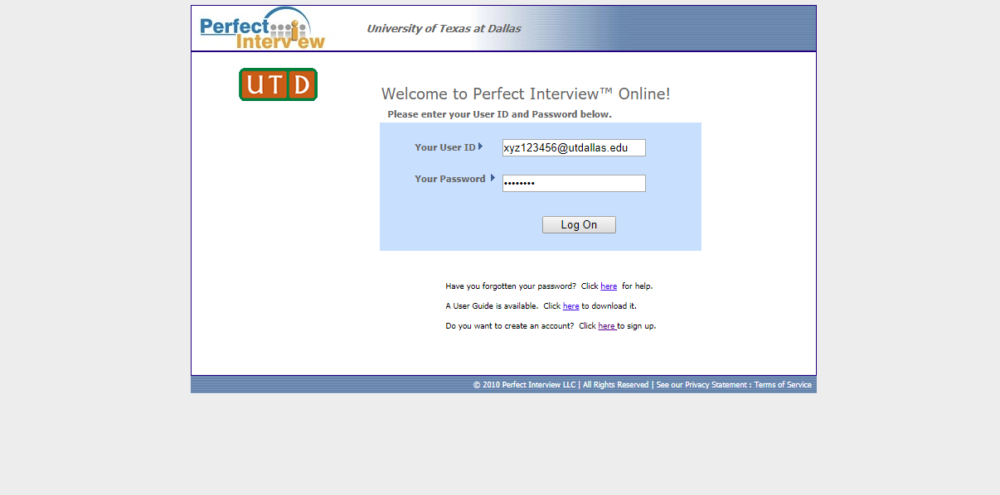 Perfect
Interview
University of Texas at Dallas
UTD
Welcome to Perfect Interview™ Online!
Please enter your User ID and Password below.
Your User ID
xyz123456@utdallas.edu
Your Password
••••••••
Log On
Have you forgotten your password? Click here for help.
A User Guide is available. Click here to download it.
Do you want to create an account? Click here to sign up.
© 2010 Perfect Interview LLC | All Rights Reserved | See our Privacy Statement : Terms of Service